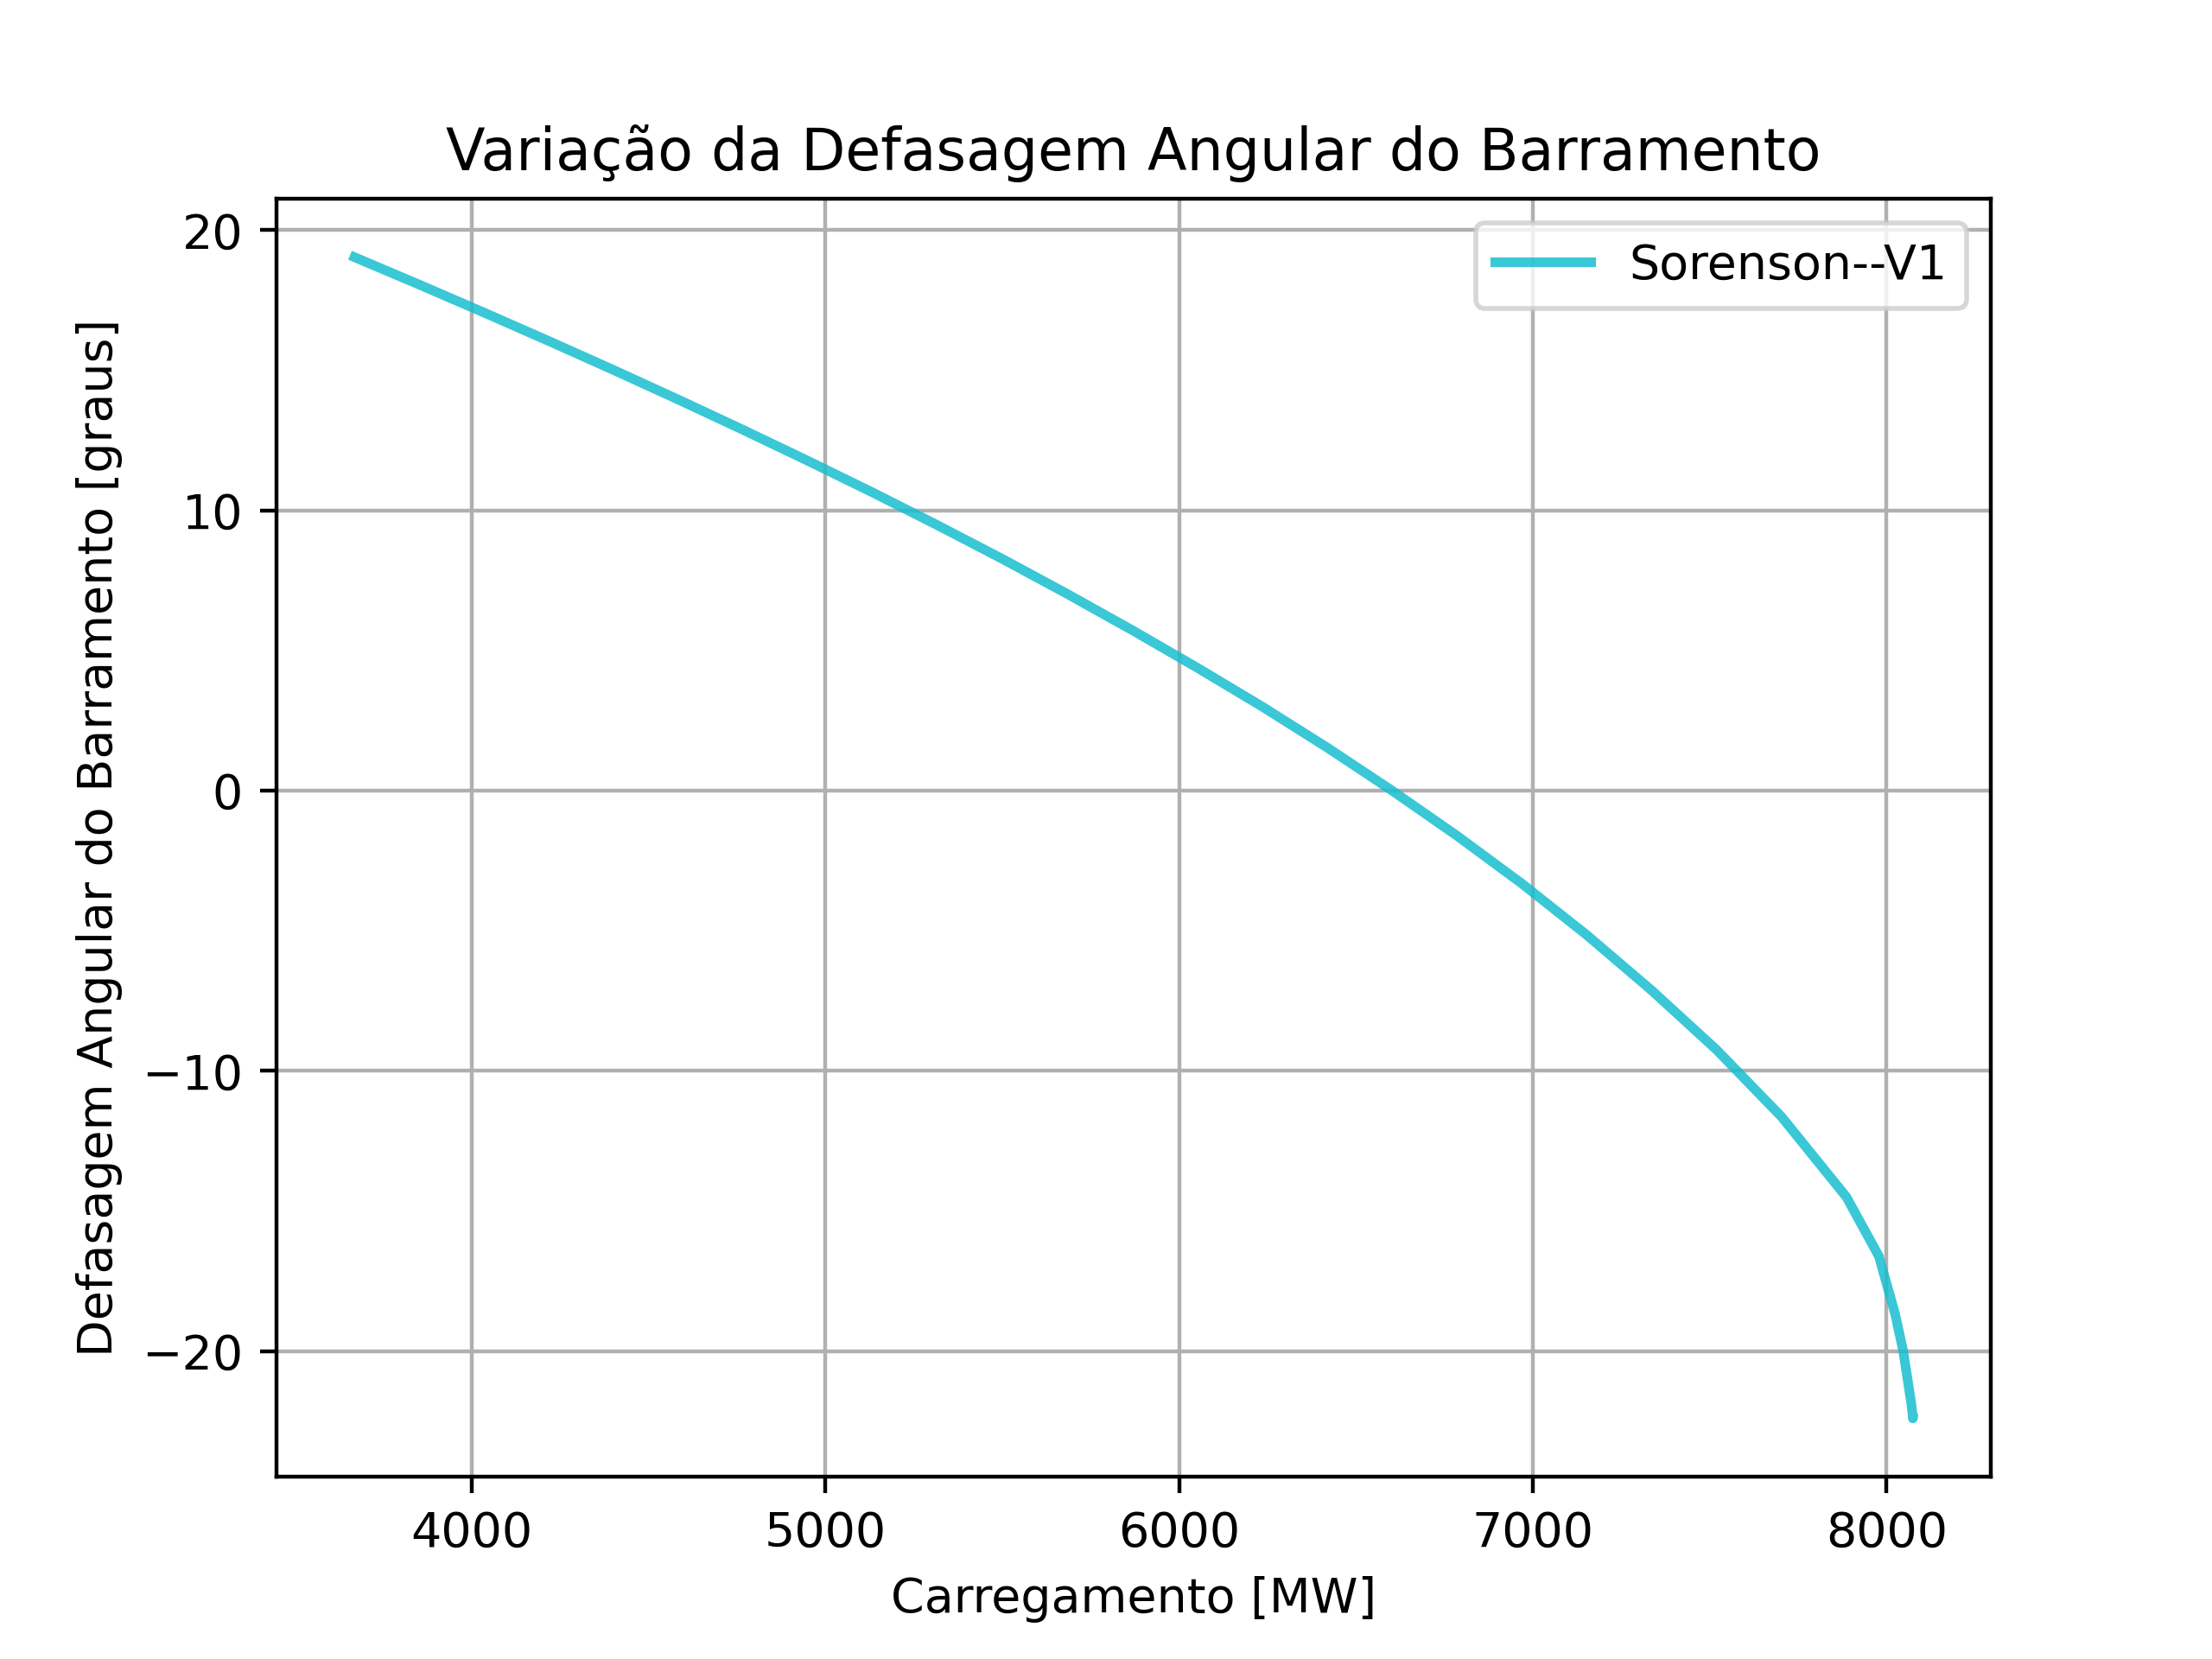 Variação da Defasagem Angular do Barramento
Sorenson--V1
Defasagem Angular do Barramento [graus]
20
10
0
−10
−20
4000 5000 6000 7000 8000
Carregamento [MW]